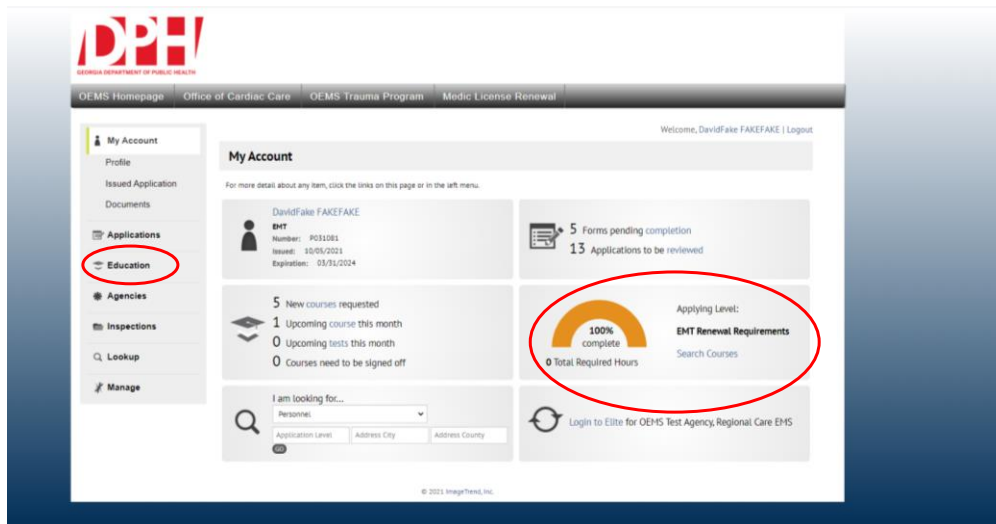 DPH
GEORGIA DEPARTMENT OF PUBLIC HEALTH
OEMS Homepage Office of Cardiac Care OEMS Trauma Program Medic License Renewal
Welcome, DavidFake FAKEFAKE | Logout
My Account
Profile
Issued Application
Documents
Applications
Education
Agencies
Inspections
Lookup
Manage
My Account
For more detail about any item, click the links on this page or in the left menu.
DavidFake FAKEFAKE
EMT
Number: P031081
Issued: 10/05/2021
Expiration: 03/31/2024
5 Forms pending completion
13 Applications to be reviewed
5 New courses requested
1 Upcoming course this month
0 Upcoming tests this month
0 Courses need to be signed off
100%
complete
0 Total Required Hours
Applying Level:
EMT Renewal Requirements
Search Courses
I am looking for...
Personnel
Application Level Address City Address County
GO
Login to Elite for OEMS Test Agency, Regional Care EMS
© 2021 ImageTrend, Inc.